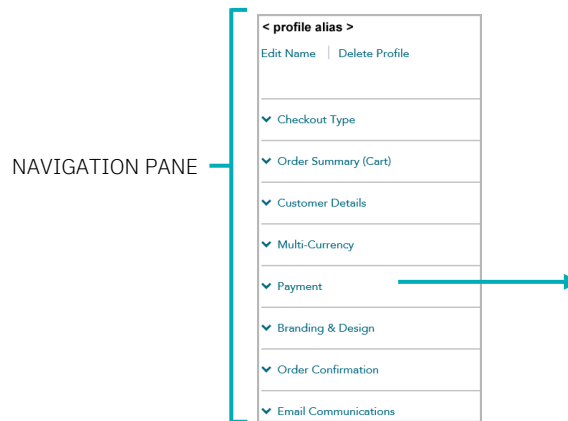 < profile alias >
Edit Name | Delete Profile
Checkout Type
Order Summary (Cart)
NAVIGATION PANE
Customer Details
Multi-Currency
Payment
Branding & Design
Order Confirmation
Email Communications